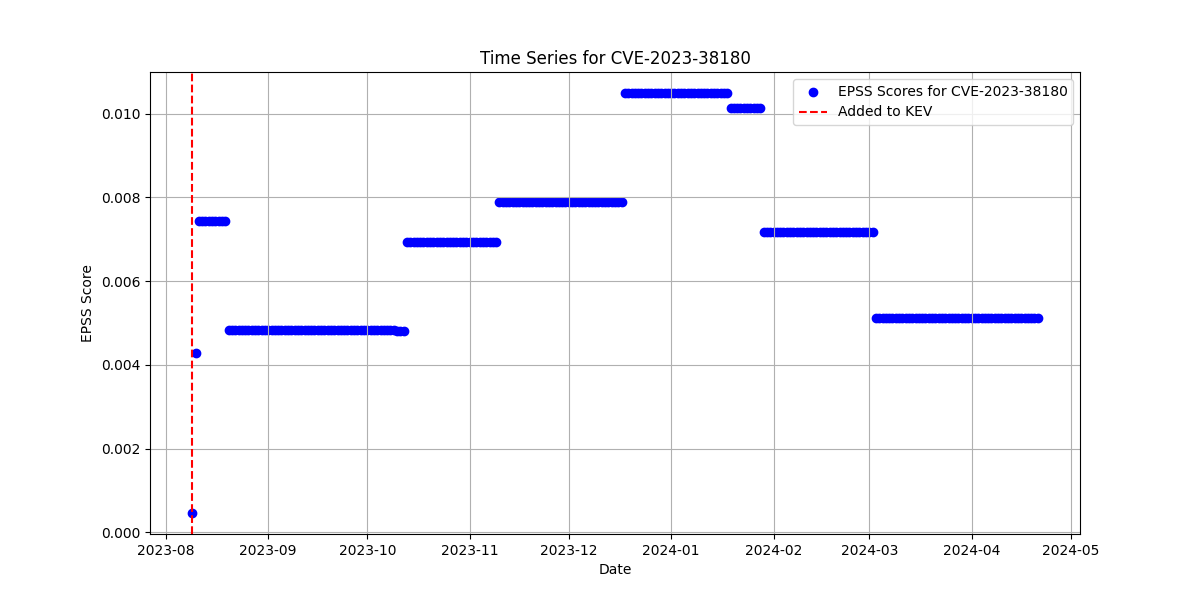 Time Series for CVE-2023-38180
EPSS Scores for CVE-2023-38180
Added to KEV
EPSS Score
0.010
0.008
0.006
0.004
0.002
0.000
2023-08 2023-09 2023-10 2023-11 2023-12 2024-01 2024-02 2024-03 2024-04 2024-05
Date